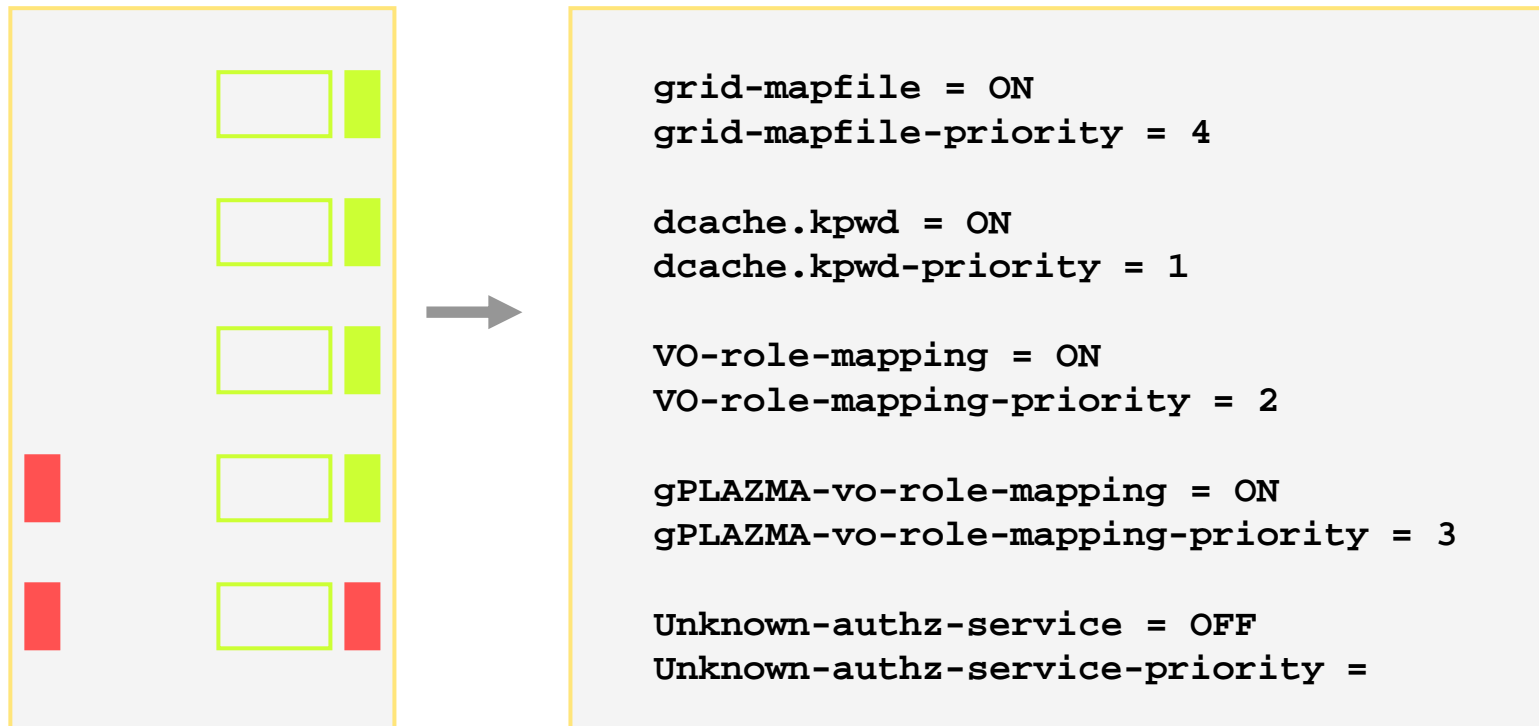 grid-mapfile = ON
grid-mapfile-priority = 4
dcache.kpwd = ON
dcache.kpwd-priority = 1
VO-role-mapping = ON
VO-role-mapping-priority = 2
gPLAZMA-vo-role-mapping = ON
gPLAZMA-vo-role-mapping-priority = 3
Unknown-authz-service = OFF
Unknown-authz-service-priority =